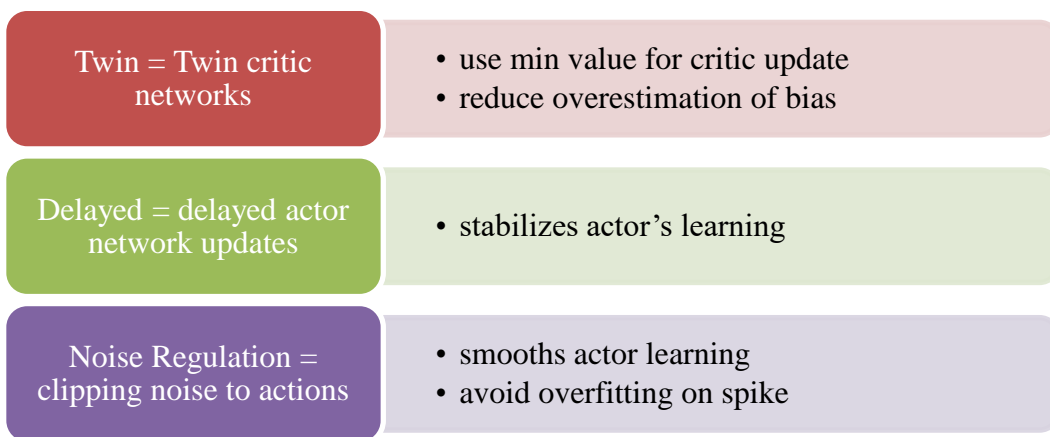 Twin = Twin critic
networks
• use min value for critic update
• reduce overestimation of bias
Delayed = delayed actor
network updates
• stabilizes actor’s learning
Noise Regulation =
clipping noise to actions
• smooths actor learning
• avoid overfitting on spike